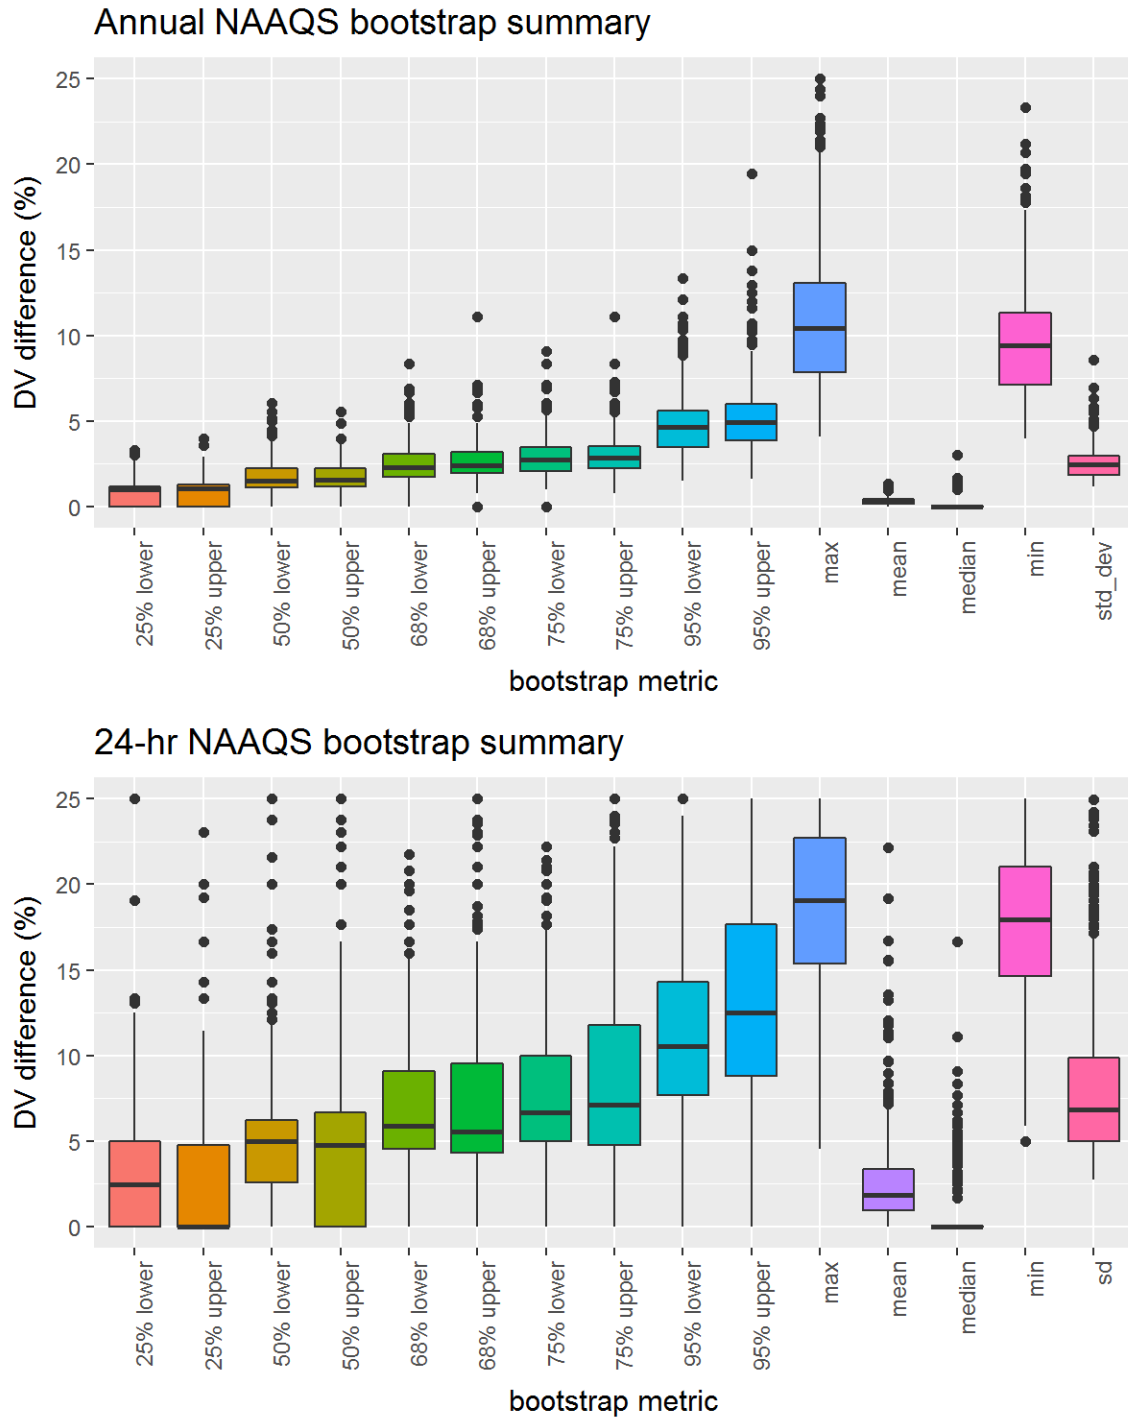 Annual NAAQS bootstrap summary
25
20
15
10
5
0
DV difference (%)
25% lower
25% upper
50% lower
50% upper
68% lower
68% upper
75% lower
75% upper
95% lower
95% upper
max
mean
median
min
std_dev
bootstrap metric
24-hr NAAQS bootstrap summary
25
20
15
10
5
0
DV difference (%)
25% lower
25% upper
50% lower
50% upper
68% lower
68% upper
75% lower
75% upper
95% lower
95% upper
max
mean
median
min
sd
bootstrap metric